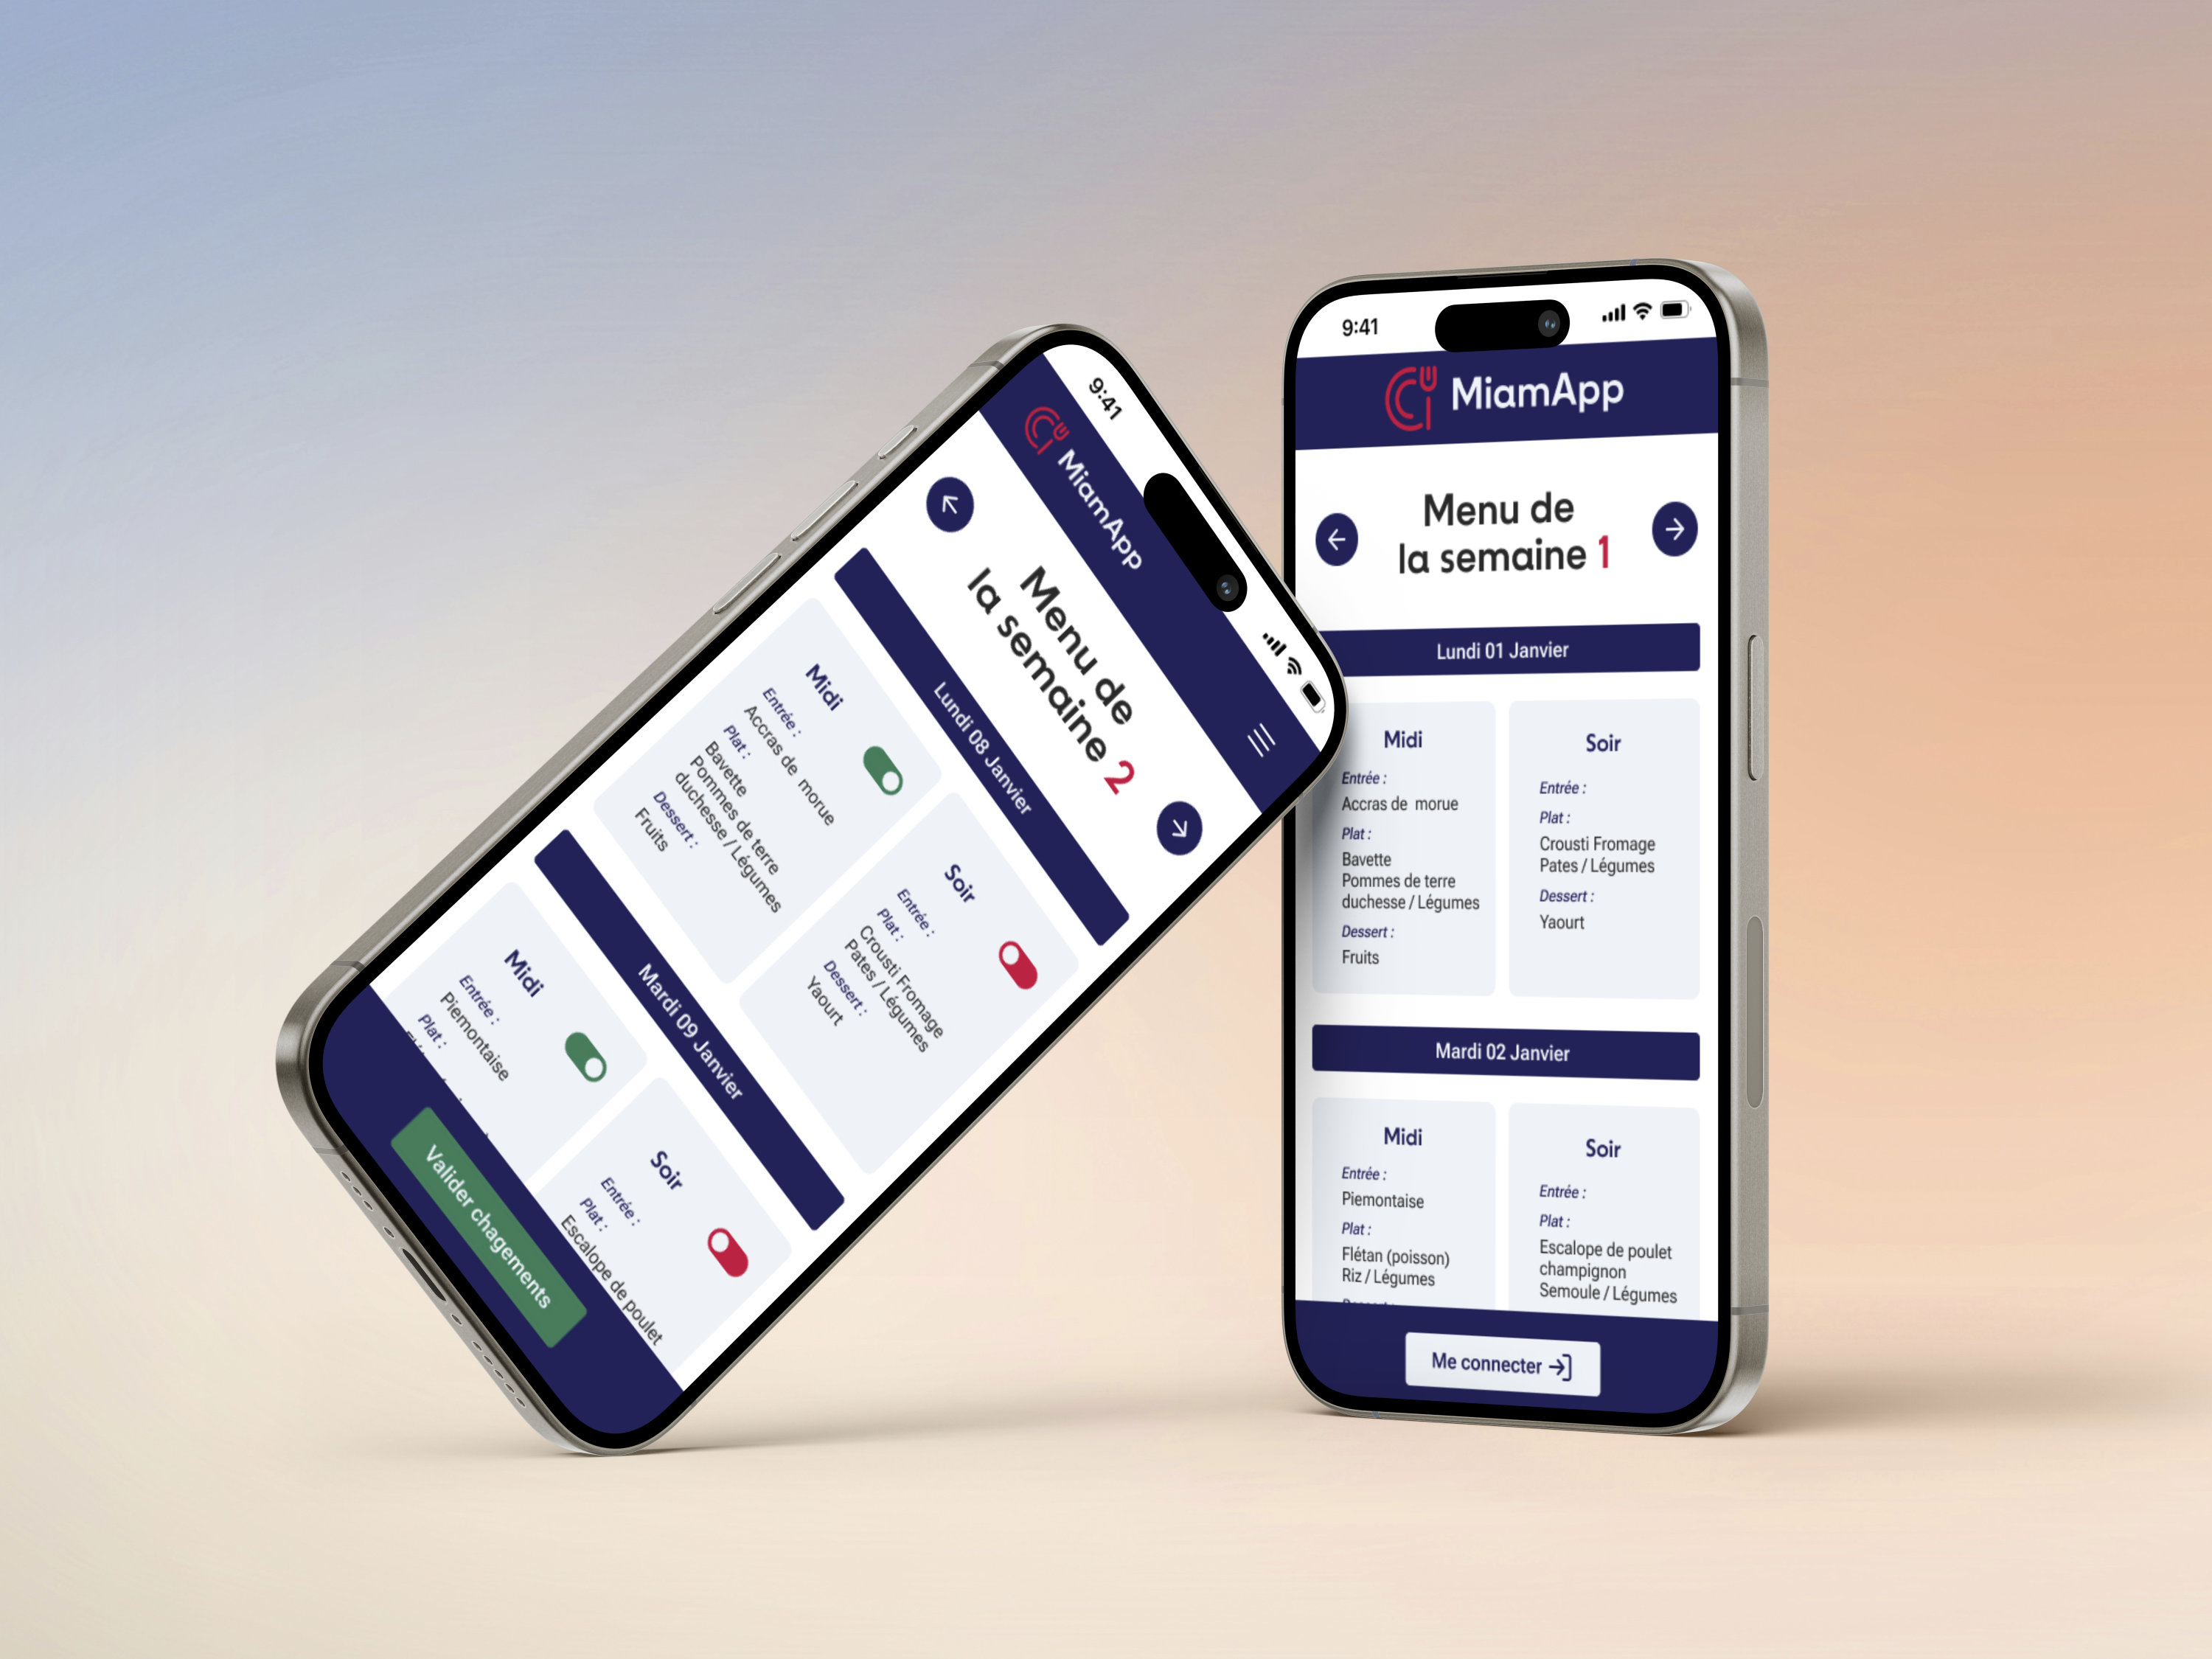 9:41
MiamApp
Menu de
la semaine 2
Lundi 08 Janvier
Midi
Entrée :
Accras de morue
Plat :
Bavette
Pommes de terre
duchesse / Légumes
Dessert :
Fruits
Soir
Entrée :
Plat :
Crousti Fromage
Pates / Légumes
Dessert :
Yaourt
Mardi 09 Janvier
Midi
Entrée :
Piemontaise
Plat :
Soir
Entrée :
Plat :
Escalope de poulet
Valider chagements
9:41
MiamApp
Menu de
la semaine 1
Lundi 01 Janvier
Midi
Entrée :
Accras de morue
Plat :
Bavette
Pommes de terre
duchesse / Légumes
Dessert :
Fruits
Soir
Entrée :
Plat :
Crousti Fromage
Pates / Légumes
Dessert :
Yaourt
Mardi 02 Janvier
Midi
Entrée :
Piemontaise
Plat :
Flétan (poisson)
Riz / Légumes
Soir
Entrée :
Plat :
Escalope de poulet
champignon
Semoule / Légumes
Me connecter